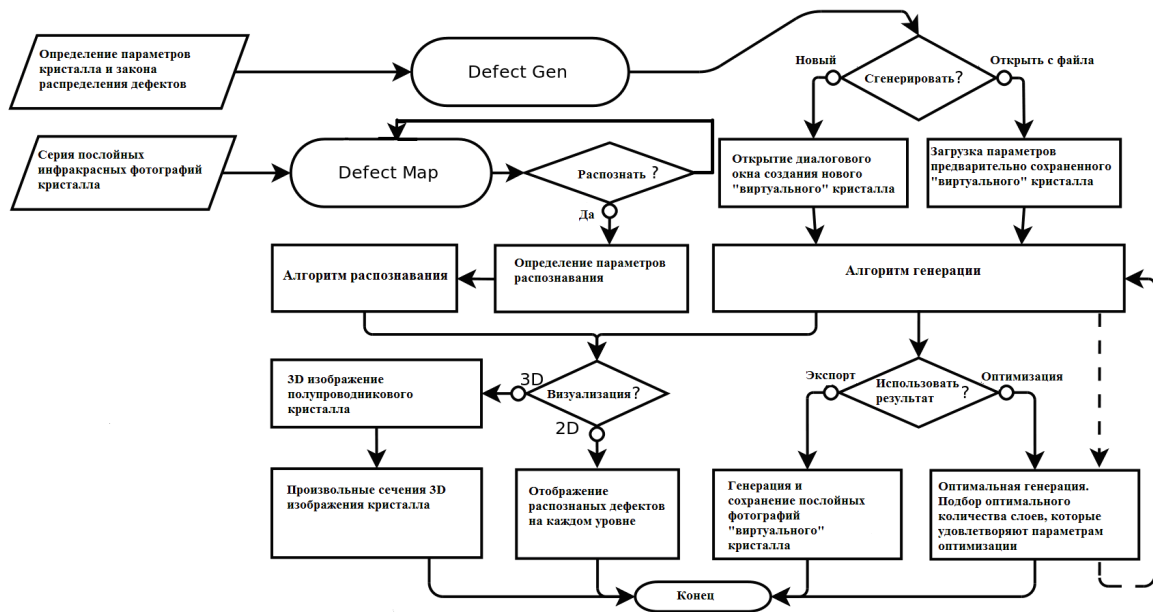 Определение параметров
кристалла и закона
распределения дефектов
Defect Gen
Новый
Сгенерировать?
Открыть с файла
Серия послойных
инфракрасных фотографий
кристалла
Defect Map
Распознать ?
Да
Открытие диалогового
окна создания нового
"виртуального" кристалла
Загрузка параметров
предварительно сохраненного
"виртуального" кристалла
Алгоритм распознавания
Определение параметров
распознавания
Алгоритм генерации
3D изображение
полупроводникового
кристалла
3D
Визуализация?
2D
Экспорт
Использовать ?
результат
Оптимизация
Произвольные сечения 3D
изображения кристалла
Отображение
распознаных дефектов
на каждом уровне
Генерация и
сохранение послойных
фотографий
"виртуального"
кристалла
Оптимальная генерация.
Подбор оптимального
количества слоев, которые
удовлетворяют параметрам
оптимизации
Конец